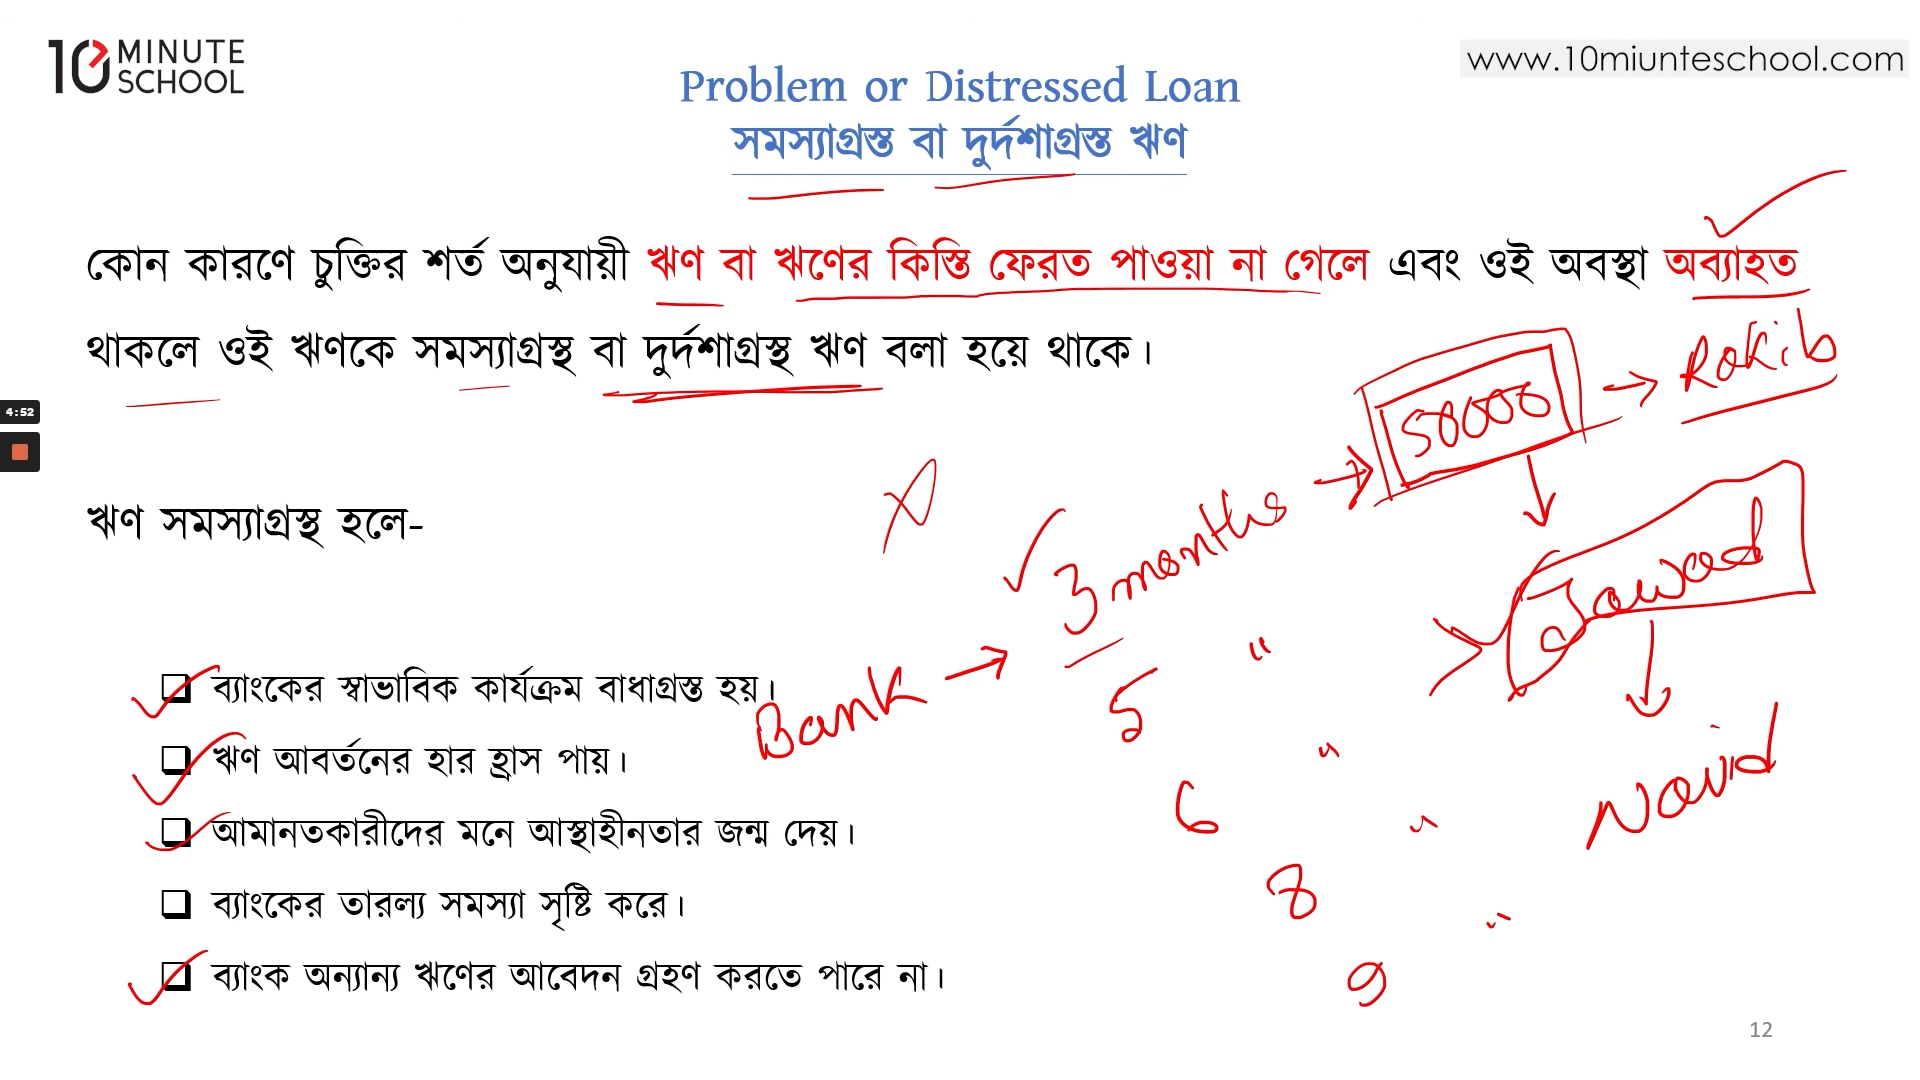 10 MINUTE
SCHOOL
www.10miunteschool.com
Problem or Distressed Loan
সমস্যাগ্রস্ত বা দুর্দশাগ্রস্ত ঋণ
কোন কারণে চুক্তির শর্ত অনুযায়ী ঋণ বা ঋণের কিস্তি ফেরত পাওয়া না গেলে এবং ওই অবস্থা অব্যাহত
থাকলে ওই ঋণকে সমস্যাগ্রস্থ বা দুর্দশাগ্রস্থ ঋণ বলা হয়ে থাকে।
50000 → Rakib
4:52
ঋণ সমস্যাগ্রস্থ হলে-
3 months
Jawad
ব্যাংকের স্বাভাবিক কার্যক্রম বাধাগ্রস্ত হয়।
Bank →
5 "
ঋণ আবর্তনের হার হ্রাস পায়।
6 "
Navid
আমানতকারীদের মনে আস্থাহীনতার জন্ম দেয়।
8 "
ব্যাংকের তারল্য সমস্যা সৃষ্টি করে।
9 "
ব্যাংক অন্যান্য ঋণের আবেদন গ্রহণ করতে পারে না।
12